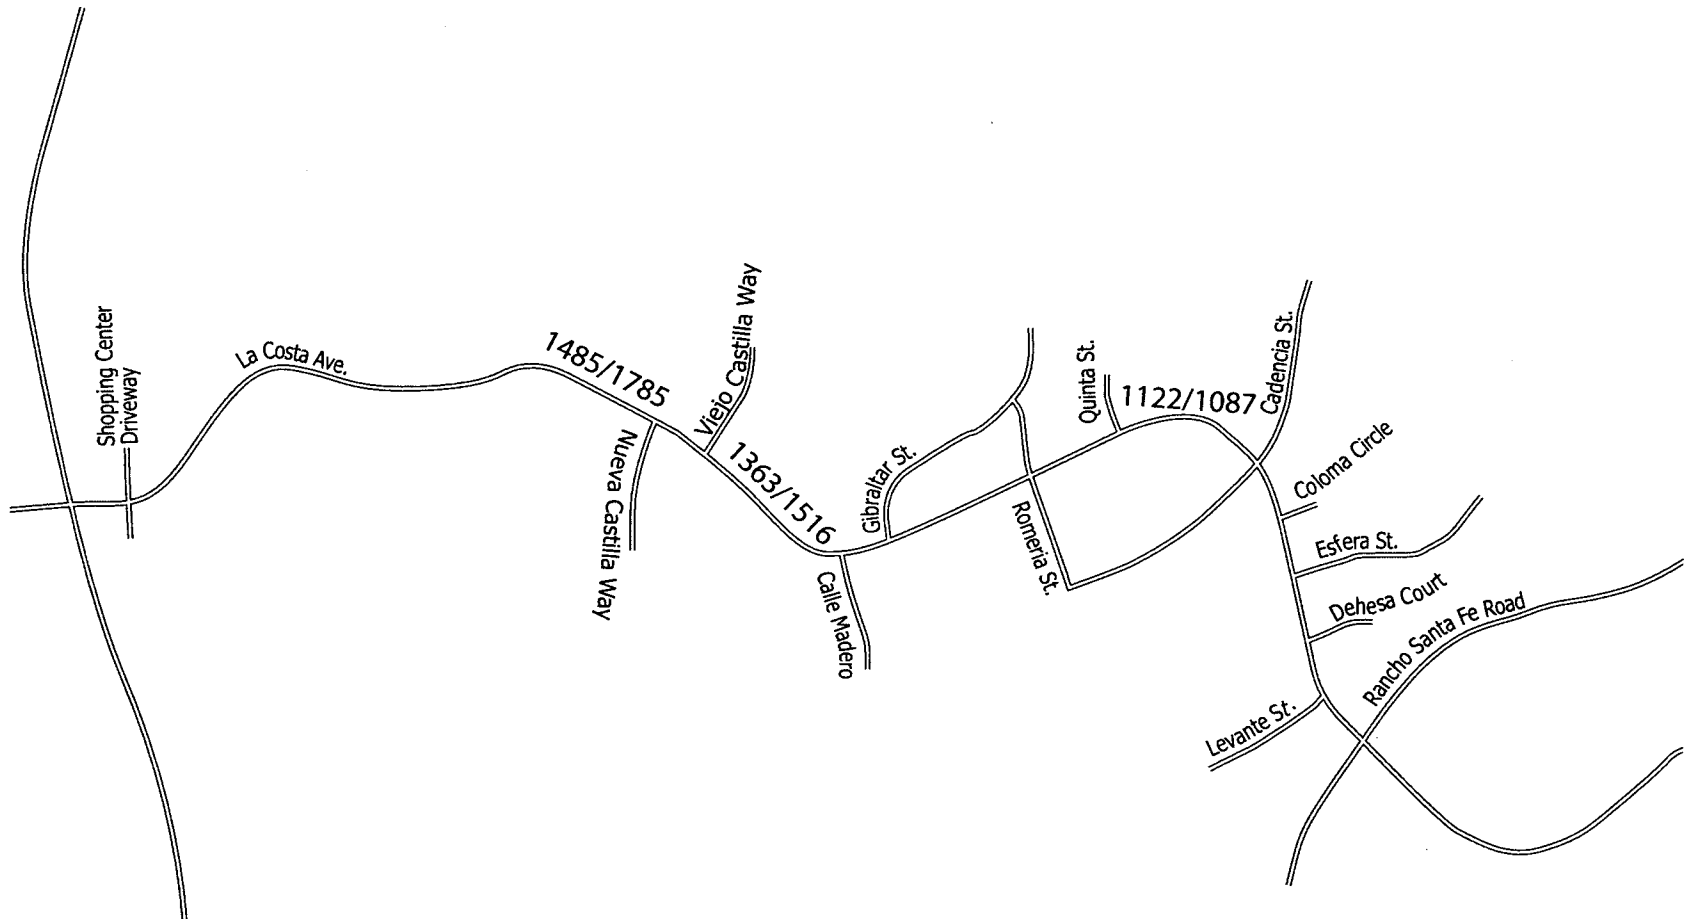 Shopping Center
Driveway
La Costa Ave.
1485/1785
Nueva Castilla Way
Viejo Castilla Way
1363/1516
Calle Madero
Gibraltar St.
Romeria St.
Quinta St.
1122/1087
Cadencia St.
Coloma Circle
Esfera St.
Dehesa Court
Rancho Santa Fe Road
Levante St.